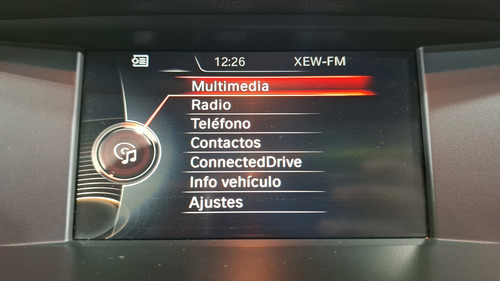 12:26 XEW-FM
Multimedia
Radio
Teléfono
Contactos
ConnectedDrive
Info vehículo
Ajustes